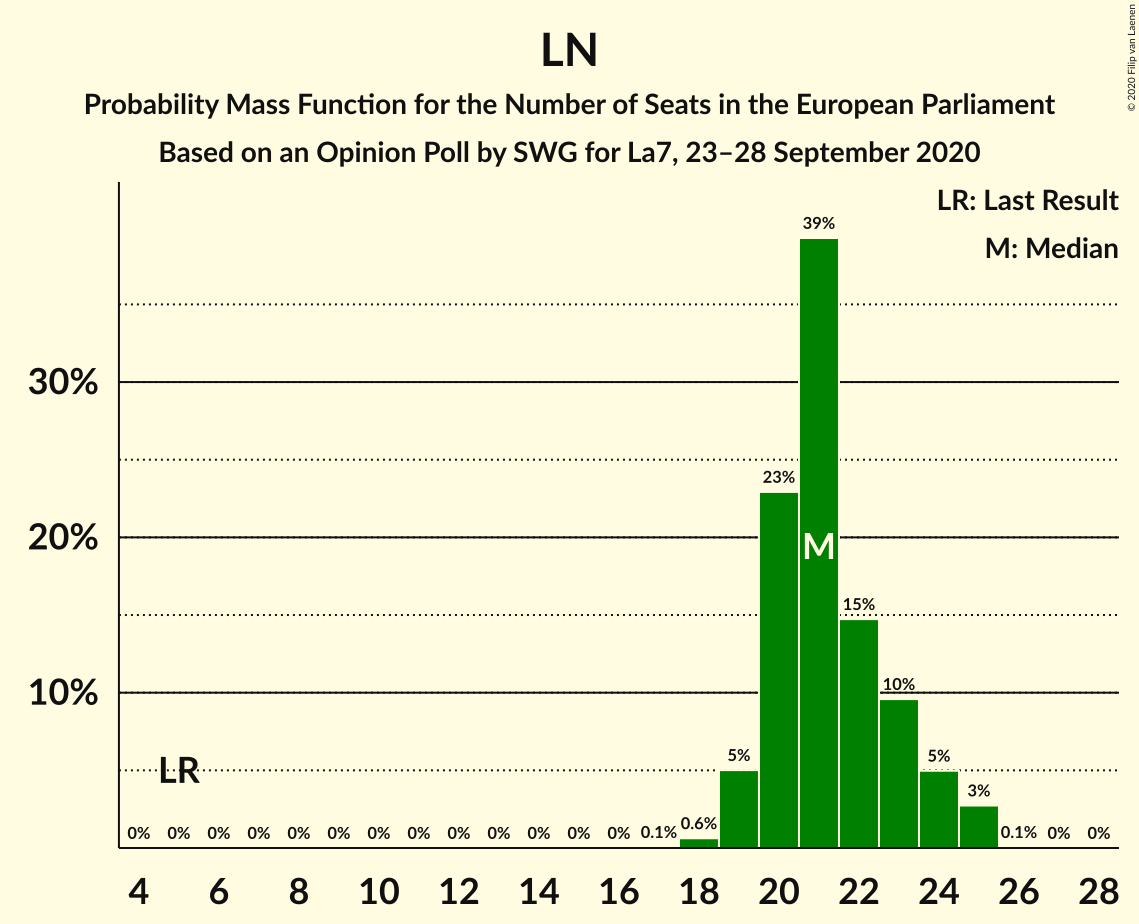 © 2020 Filip van Laenen
LN
Probability Mass Function for the Number of Seats in the European Parliament
Based on an Opinion Poll by SWG for La7, 23–28 September 2020
LR: Last Result
M: Median
39%
30%
23%
20%
M
15%
10%
10%
5%
5%
3%
LR
0% 0% 0% 0% 0% 0% 0% 0% 0% 0% 0% 0% 0% 0.1% 0.6% 0.1% 0% 0%
4 6 8 10 12 14 16 18 20 22 24 26 28